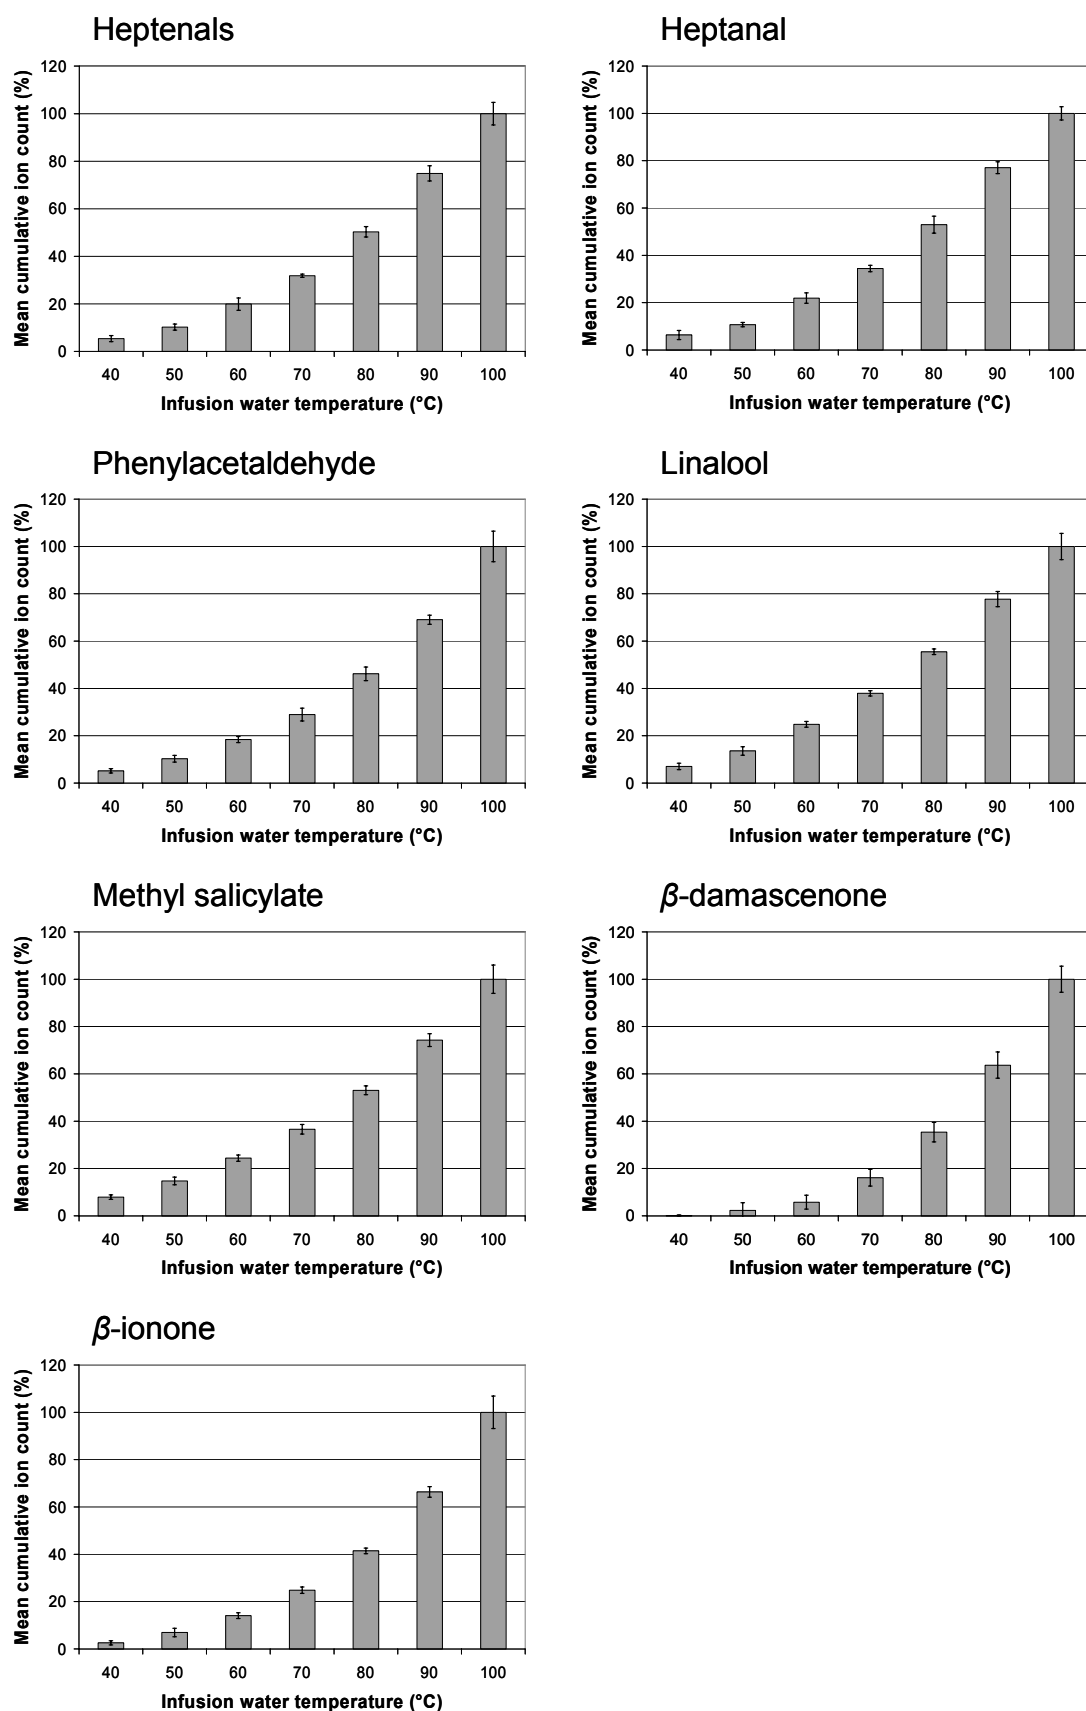 Heptenals
Mean cumulative ion count (%)
120
100
80
60
40
20
0
40 50 60 70 80 90 100
Infusion water temperature (°C)
Heptanal
Mean cumulative ion count (%)
120
100
80
60
40
20
0
40 50 60 70 80 90 100
Infusion water temperature (°C)
Phenylacetaldehyde
Mean cumulative ion count (%)
120
100
80
60
40
20
0
40 50 60 70 80 90 100
Infusion water temperature (°C)
Linalool
Mean cumulative ion count (%)
120
100
80
60
40
20
0
40 50 60 70 80 90 100
Infusion water temperature (°C)
Methyl salicylate
Mean cumulative ion count (%)
120
100
80
60
40
20
0
40 50 60 70 80 90 100
Infusion water temperature (°C)
β-damascenone
Mean cumulative ion count (%)
120
100
80
60
40
20
0
40 50 60 70 80 90 100
Infusion water temperature (°C)
β-ionone
Mean cumulative ion count (%)
120
100
80
60
40
20
0
40 50 60 70 80 90 100
Infusion water temperature (°C)